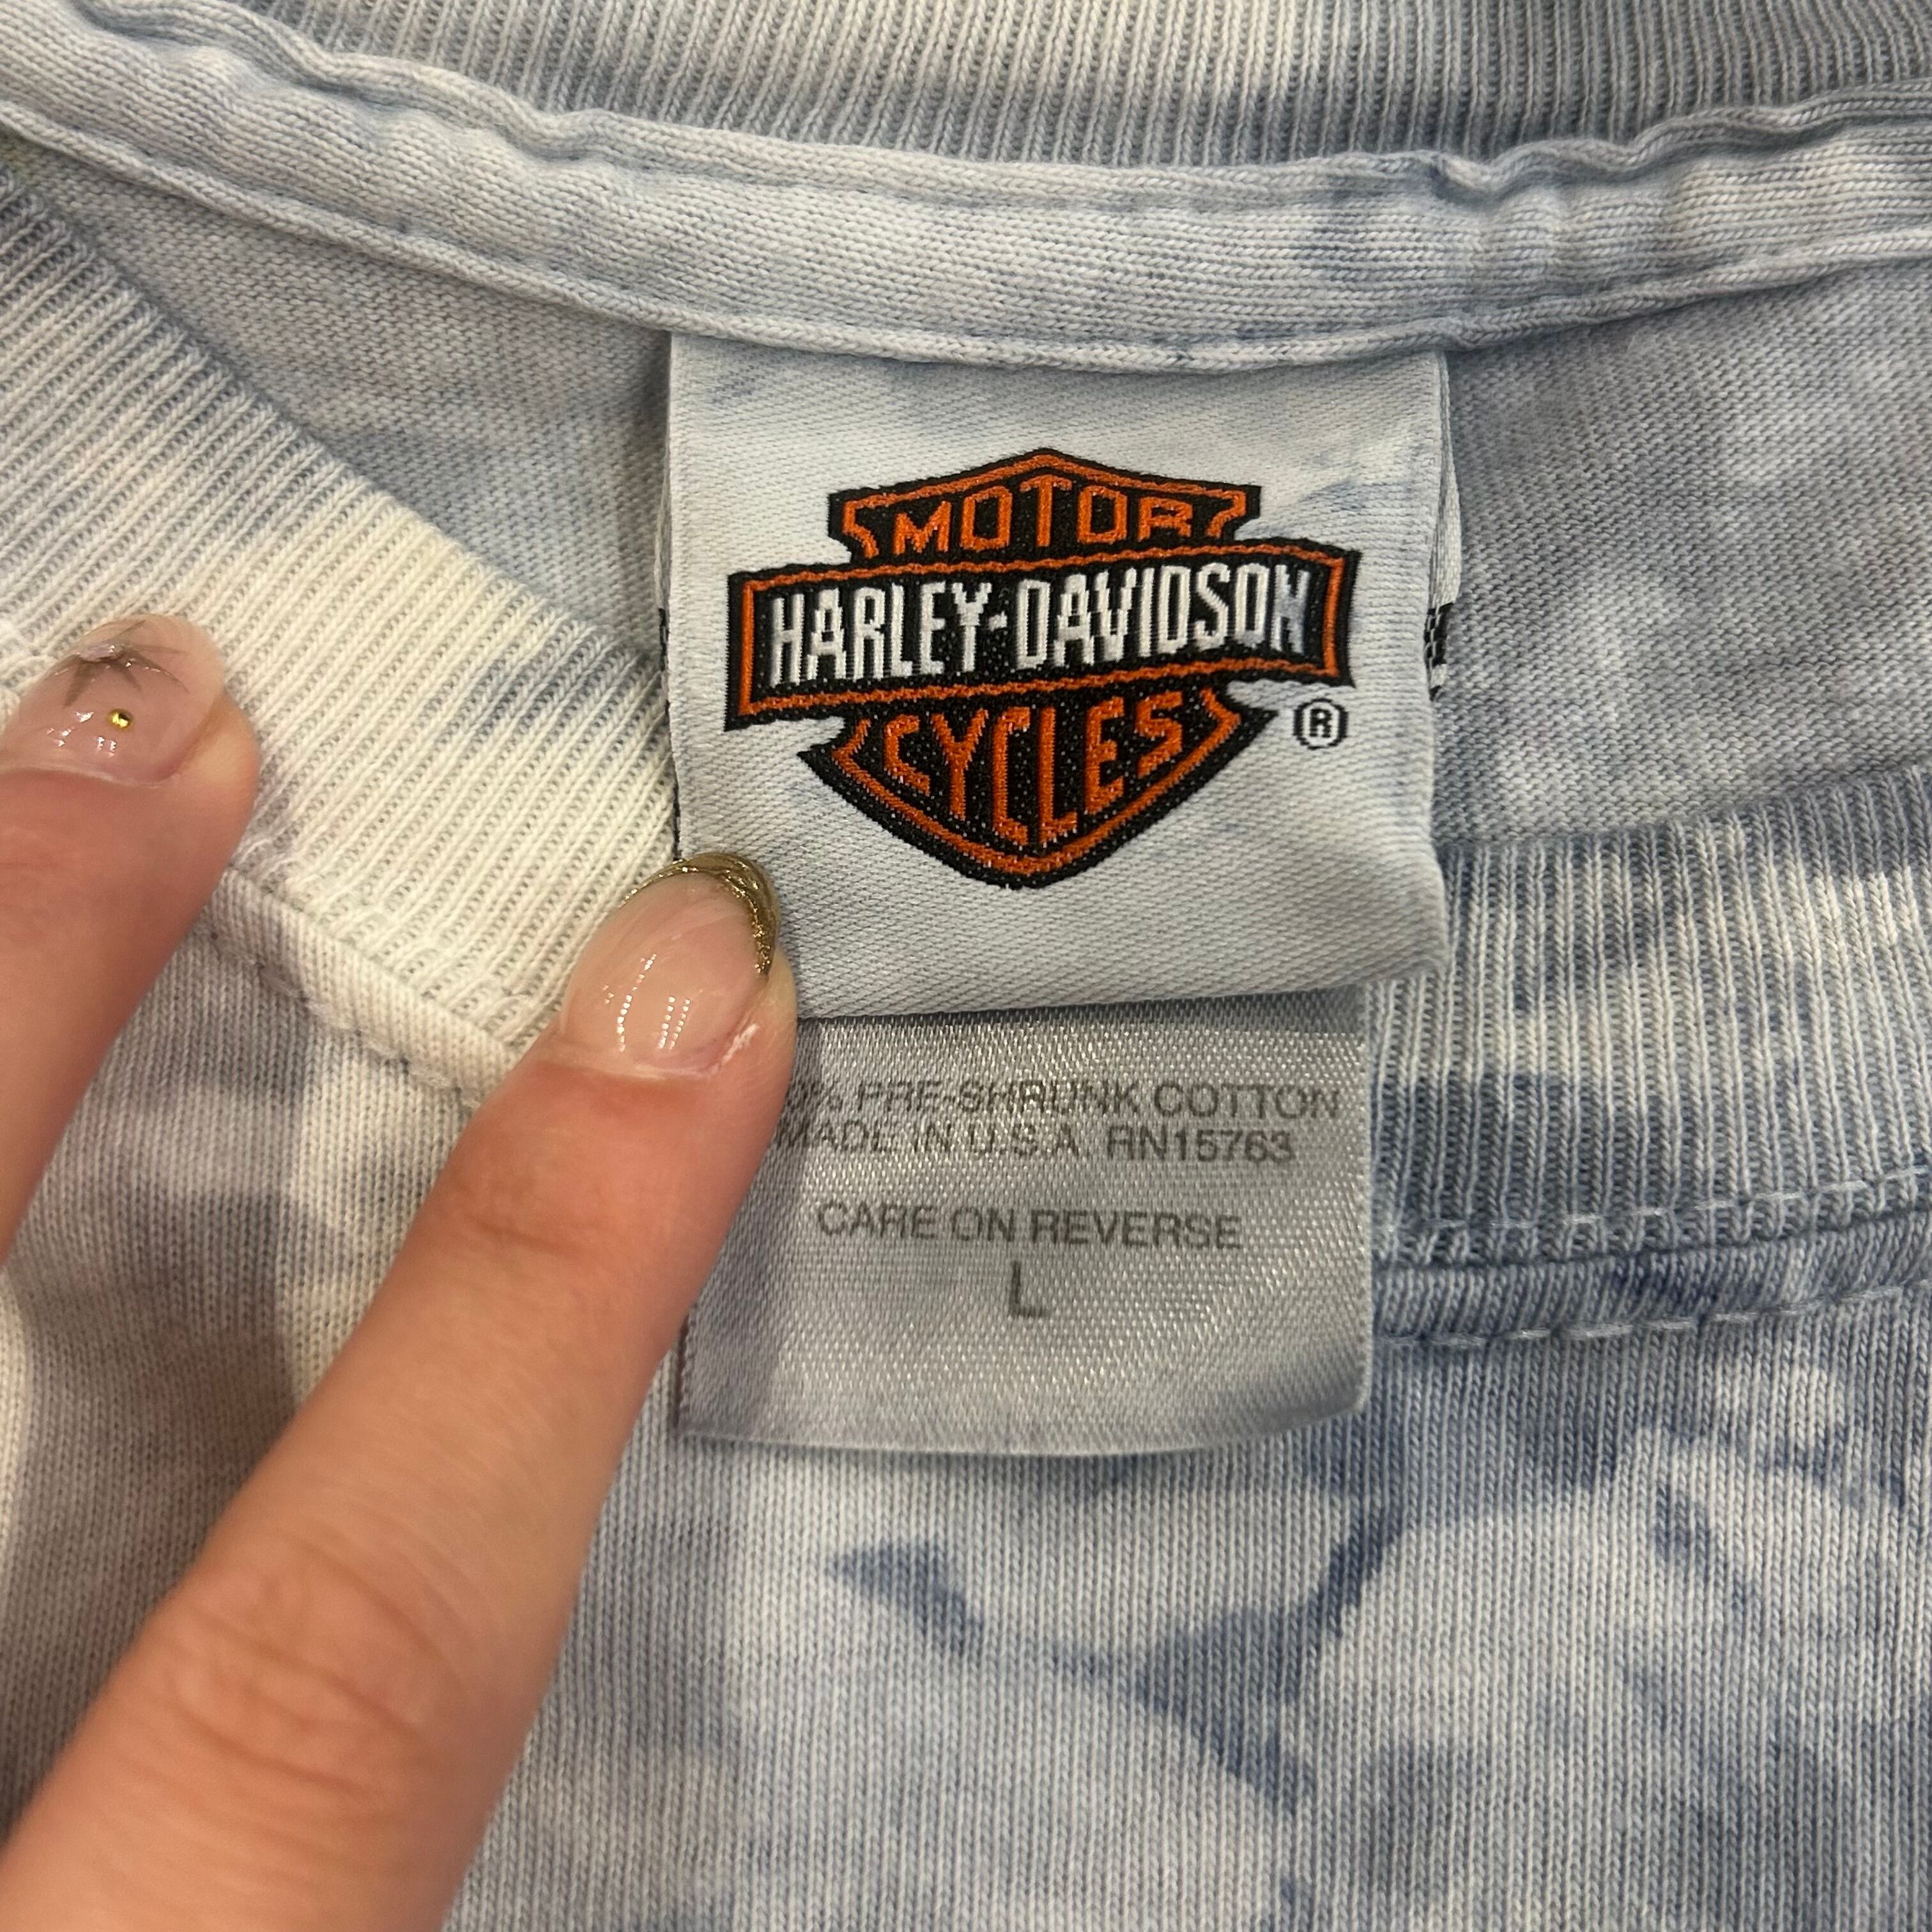 MOTOR
HARLEY-DAVIDSON
CYCLES
®
% PRE-SHRUNK COTTON
MADE IN U.S.A. RN15763
CARE ON REVERSE
L